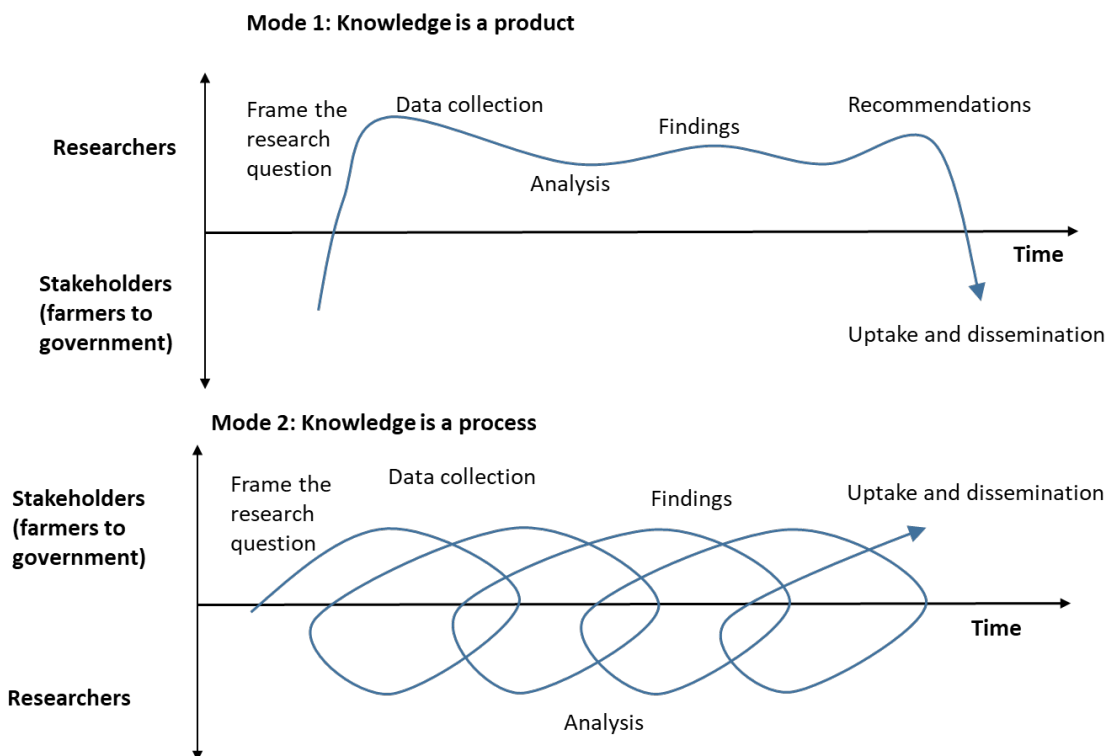 Mode 1: Knowledge is a product
Frame the
research
question
Data collection
Findings
Recommendations
Researchers
Analysis
Time
Stakeholders
(farmers to
government)
Uptake and dissemination
Mode 2: Knowledge is a process
Stakeholders
(farmers to
government)
Frame the
research
question
Data collection
Findings
Uptake and dissemination
Time
Researchers
Analysis